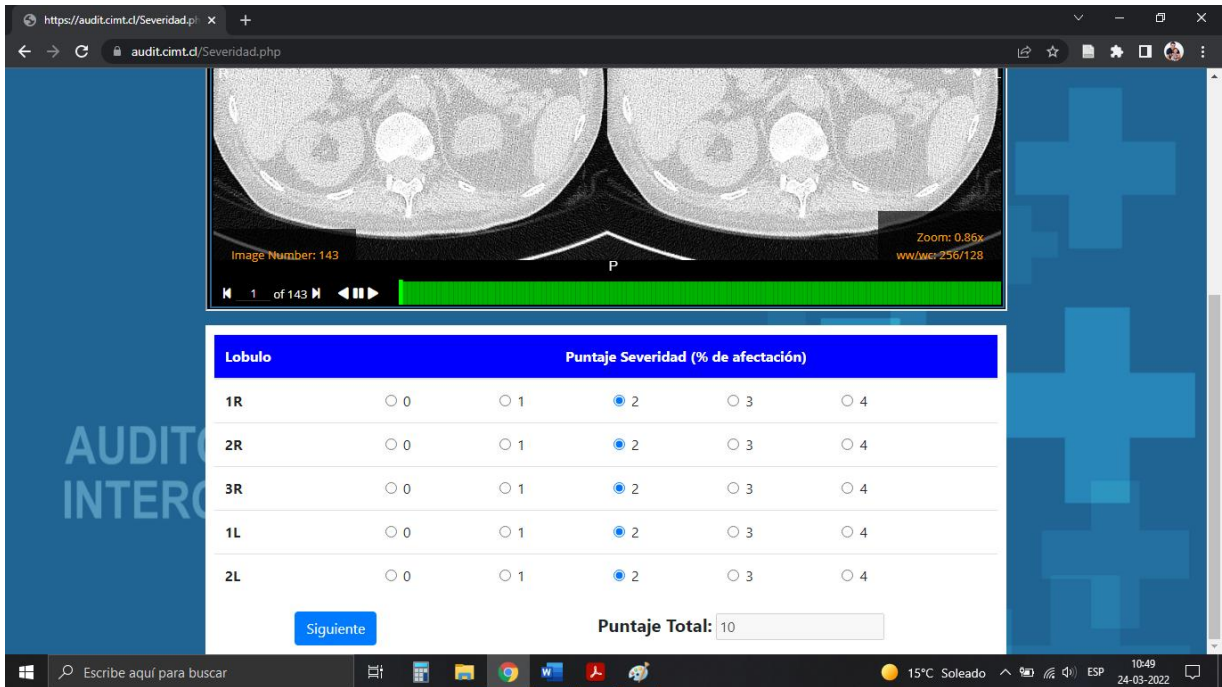 https://audit.cimt.cl/Severidad.ph
audit.cimt.cl/Severidad.php
Image Number: 143
P
Zoom: 0.86x
ww/wc: 256/128
1 of 143
Lobulo Puntaje Severidad (% de afectación)
1R 0 1 2 3 4
2R 0 1 2 3 4
3R 0 1 2 3 4
1L 0 1 2 3 4
2L 0 1 2 3 4
AUDITO
INTERC
Siguiente Puntaje Total: 10
Escribe aquí para buscar
15°C Soleado ESP 10:49
24-03-2022